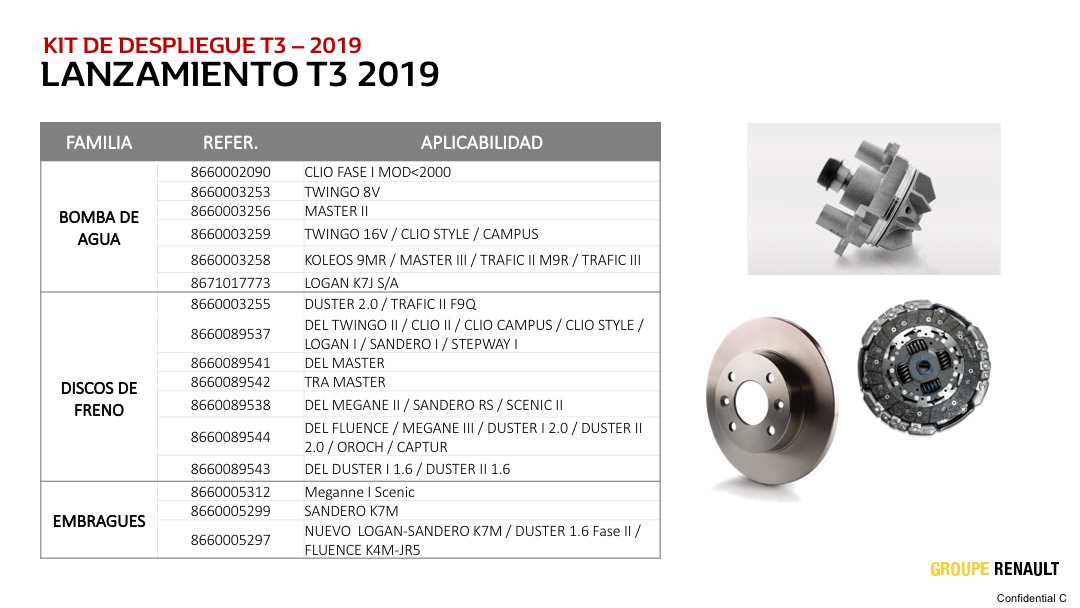 KIT DE DESPLIEGUE T3 – 2019
LANZAMIENTO T3 2019
FAMILIA REFER. APLICABILIDAD
BOMBA DE AGUA
8660002090 CLIO FASE I MOD<2000
8660003253 TWINGO 8V
8660003256 MASTER II
8660003259 TWINGO 16V / CLIO STYLE / CAMPUS
8660003258 KOLEOS 9MR / MASTER III / TRAFIC II M9R / TRAFIC III
8671017773 LOGAN K7J S/A
DISCOS DE FRENO
8660003255 DUSTER 2.0 / TRAFIC II F9Q
8660089537 DEL TWINGO II / CLIO II / CLIO CAMPUS / CLIO STYLE /
LOGAN I / SANDERO I / STEPWAY I
8660089541 DEL MASTER
8660089542 TRA MASTER
8660089538 DEL MEGANE II / SANDERO RS / SCENIC II
8660089544 DEL FLUENCE / MEGANE III / DUSTER I 2.0 / DUSTER II
2.0 / OROCH / CAPTUR
8660089543 DEL DUSTER I 1.6 / DUSTER II 1.6
EMBRAGUES
8660005312 Meganne I Scenic
8660005299 SANDERO K7M
8660005297 NUEVO  LOGAN-SANDERO K7M / DUSTER 1.6 Fase II /
FLUENCE K4M-JR5
GROUPE RENAULT
Confidential C